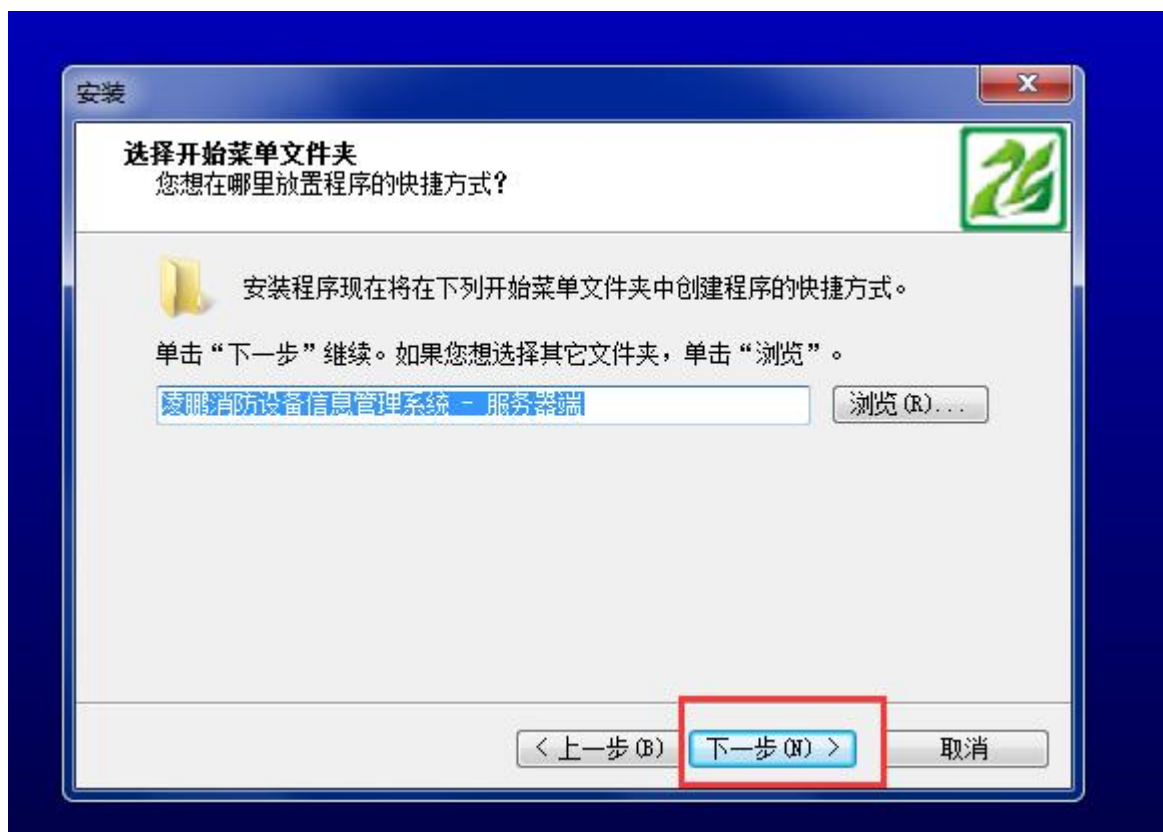 安装
选择开始菜单文件夹
您想在哪里放置程序的快捷方式?
安装程序现在将在下列开始菜单文件夹中创建程序的快捷方式。
单击“下一步”继续。如果您想选择其它文件夹，单击“浏览”。
凌鹏消防设备信息管理系统 - 服务器端
浏览(R)...
< 上一步(B)
下一步(N) >
取消